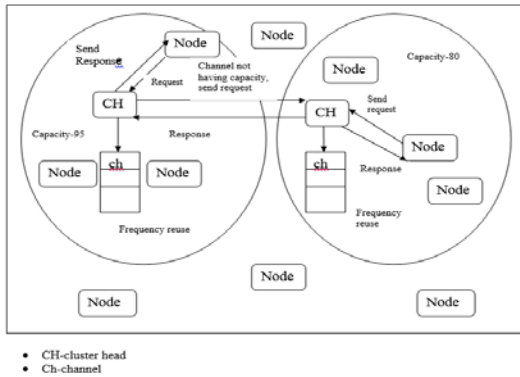 Node
Node
Send
Response
Request
Channel not
having capacity,
send request
Node
Capacity-80
CH
CH
Send
request
Capacity-95
Response
Node
ch
Node
ch
Node
Response
Node
Frequency reuse
Frequency
reuse
Node
Node
Node
• CH-cluster head
• Ch-channel